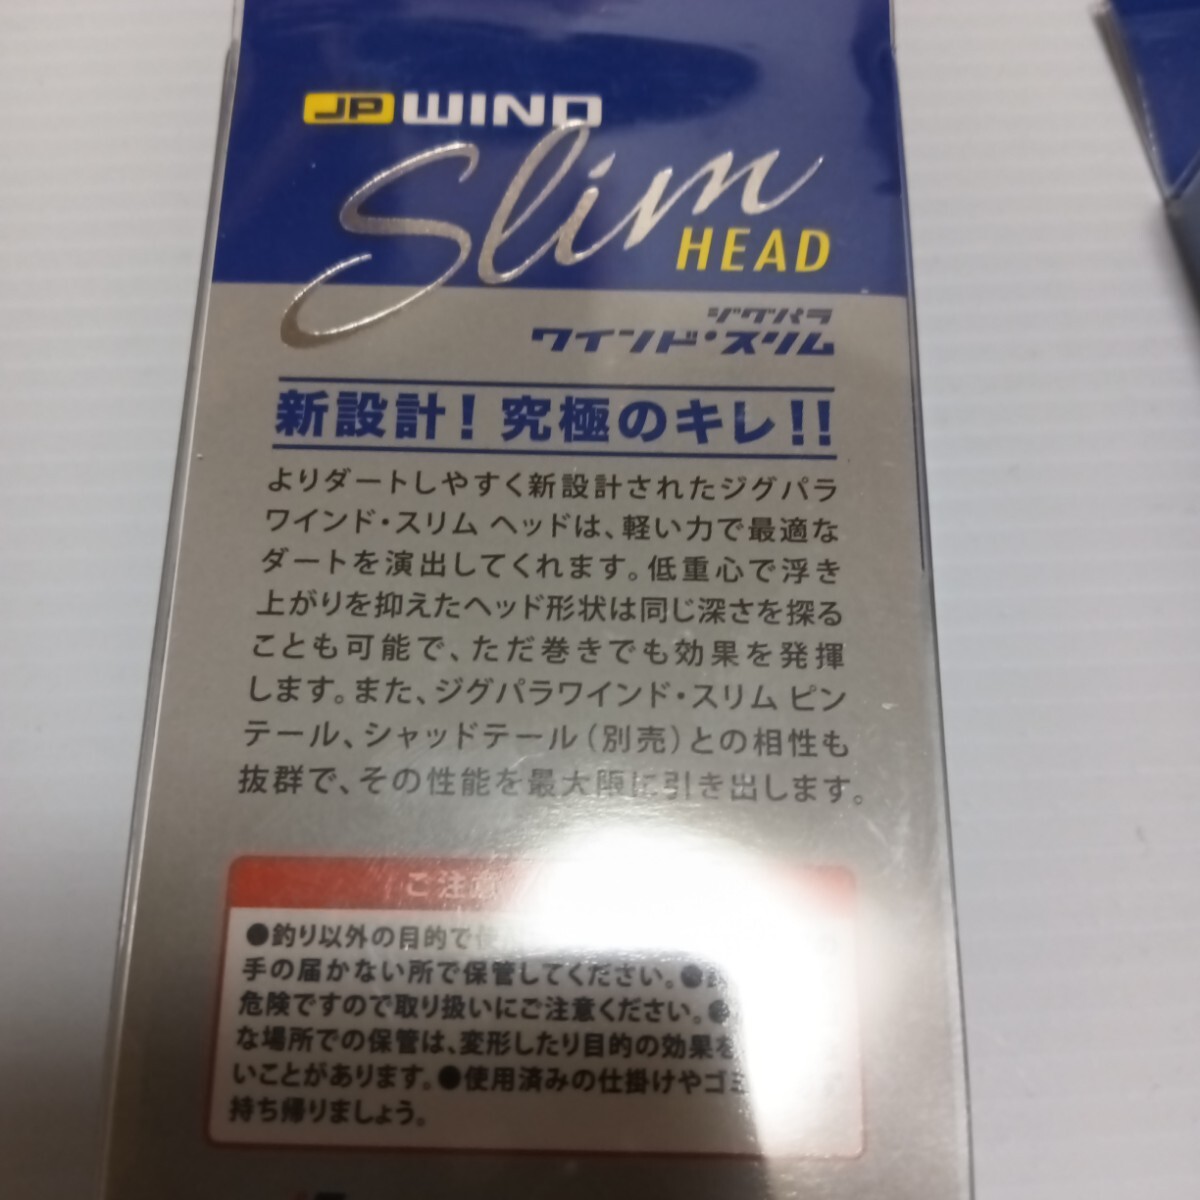 JP WIND
Slim
HEAD
ジグパラ
ワインド・スリム
新設計！究極のキレ!!
よりダートしやすく新設計されたジグパラ
ワインド・スリム ヘッドは、軽い力で最適な
ダートを演出してくれます。低重心で浮き
上がりを抑えたヘッド形状は同じ深さを探る
ことも可能で、ただ巻きでも効果を発揮
します。また、ジグパラワインド・スリム ピン
テール、シャッドテール（別売）との相性も
抜群で、その性能を最大限に引き出します。
ご注意
●釣り以外の目的で使
手の届かない所で保管してください。●
危険ですので取り扱いにご注意ください。●
な場所での保管は、変形したり目的の効果を
いことがあります。●使用済みの仕掛けやゴミ
持ち帰りましょう。